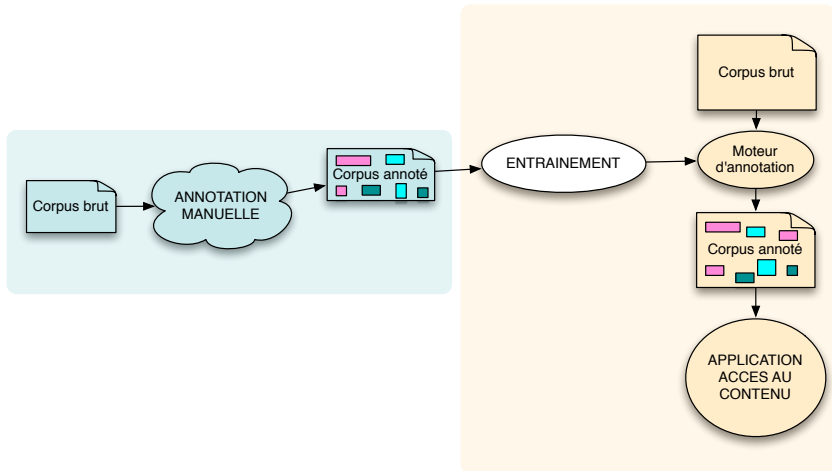 Corpus brut
ANNOTATION
MANUELLE
Corpus annoté
ENTRAINEMENT
Corpus brut
Moteur
d'annotation
Corpus annoté
APPLICATION
ACCES AU
CONTENU